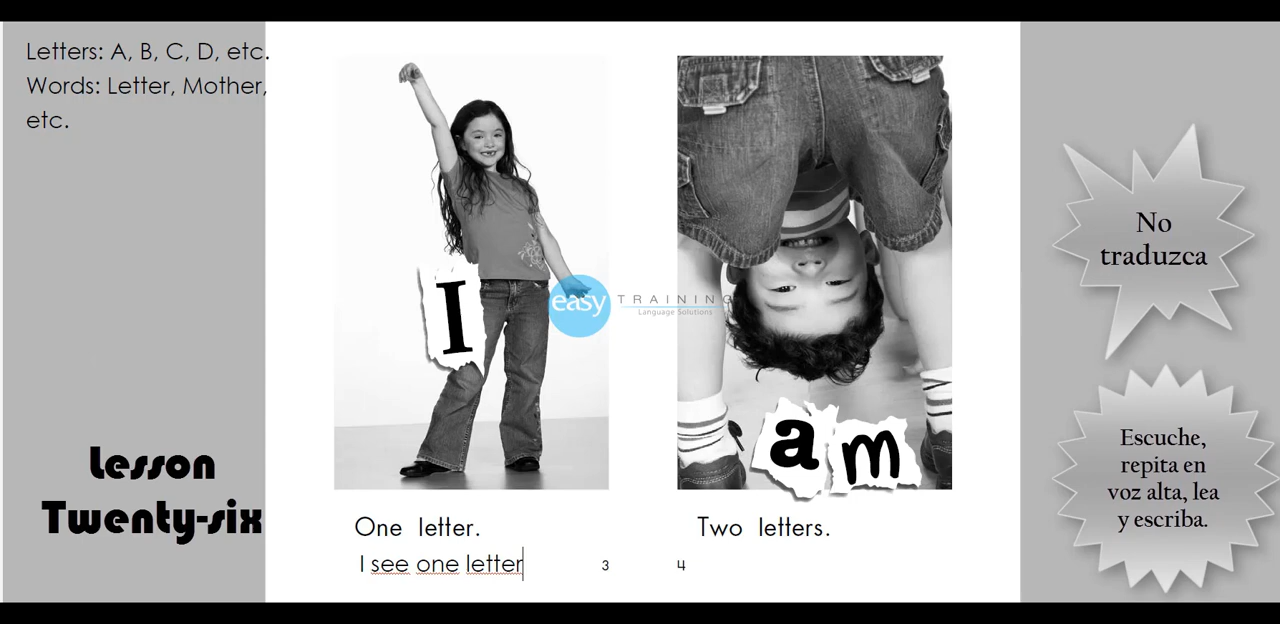 Letters: A, B, C, D, etc.
Words: Letter, Mother,
etc.
I
am
easy TRAINING
Language Solutions
No
traduzca
Escuche,
repita en
voz alta, lea
y escriba.
Lesson
Twenty-six
One letter.
I see one letter
3
Two letters.
4